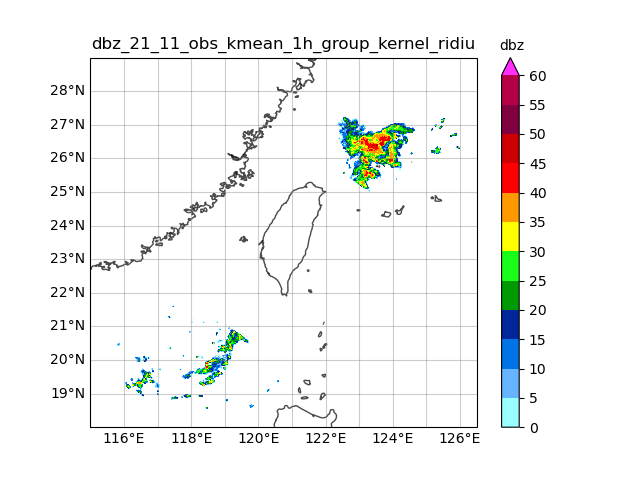 dbz_21_11_obs_kmean_1h_group_kernel_ridiu
dbz
28°N
27°N
26°N
25°N
24°N
23°N
22°N
21°N
20°N
19°N
116°E 118°E 120°E 122°E 124°E 126°E
60
55
50
45
40
35
30
25
20
15
10
5
0